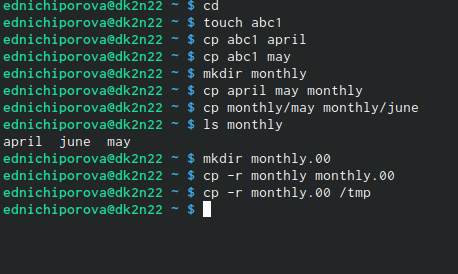 ednichiporova@dk2n22 ~ $ cd
ednichiporova@dk2n22 ~ $ touch abc1
ednichiporova@dk2n22 ~ $ cp abc1 april
ednichiporova@dk2n22 ~ $ cp abc1 may
ednichiporova@dk2n22 ~ $ mkdir monthly
ednichiporova@dk2n22 ~ $ cp april may monthly
ednichiporova@dk2n22 ~ $ cp monthly/may monthly/june
ednichiporova@dk2n22 ~ $ ls monthly
april  june  may
ednichiporova@dk2n22 ~ $ mkdir monthly.00
ednichiporova@dk2n22 ~ $ cp -r monthly monthly.00
ednichiporova@dk2n22 ~ $ cp -r monthly.00 /tmp
ednichiporova@dk2n22 ~ $